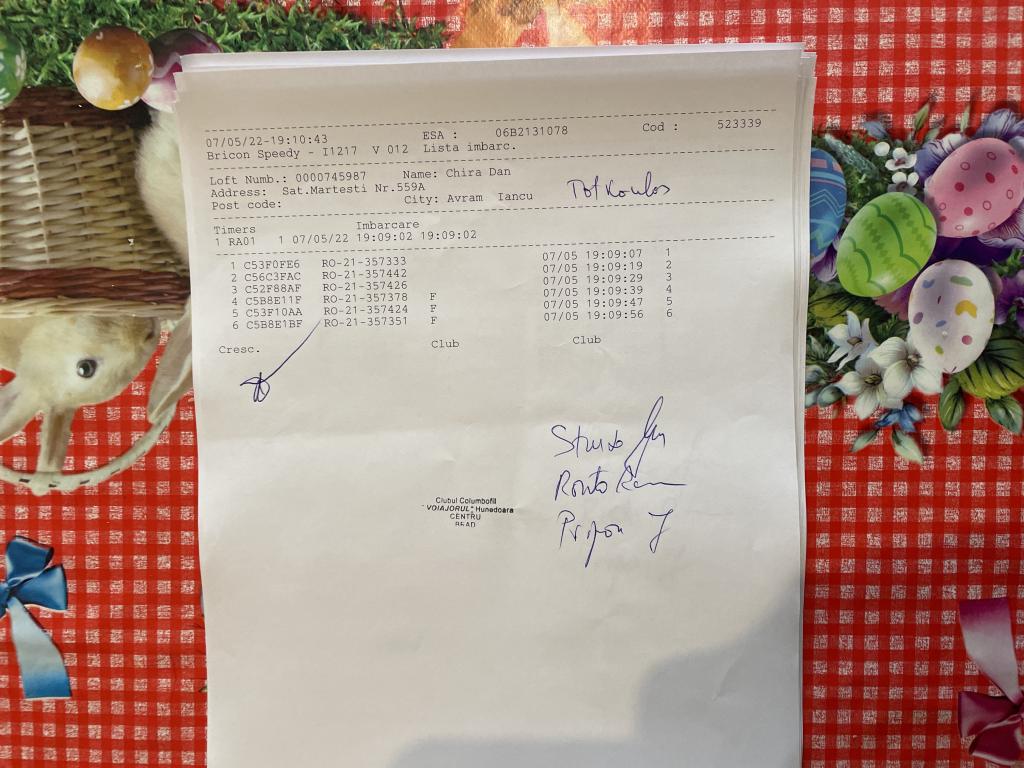 07/05/22-19:10:43 ESA : 06B2131078 Cod : 523339
Bricon Speedy - I1217 V 012 Lista imbarc.
Loft Numb.: 0000745987 Name: Chira Dan
Address: Sat.Martesti Nr.559A
Post code: City: Avram Iancu
Timers Imbarcare
1 RA01 1 07/05/22 19:09:02 19:09:02
1 C53F0FE6 RO-21-357333 07/05 19:09:07 1
2 C56C3FAC RO-21-357442 07/05 19:09:19 2
3 C52F88AF RO-21-357426 07/05 19:09:29 3
4 C5B8E11F RO-21-357378 F 07/05 19:09:39 4
5 C53F10AA RO-21-357424 F 07/05 19:09:47 5
6 C5B8E1BF RO-21-357351 F 07/05 19:09:56 6
Cresc. Club Club
Clubul Columbofil
"VOIAJORUL" Hunedoara
CENTRU
BRAD